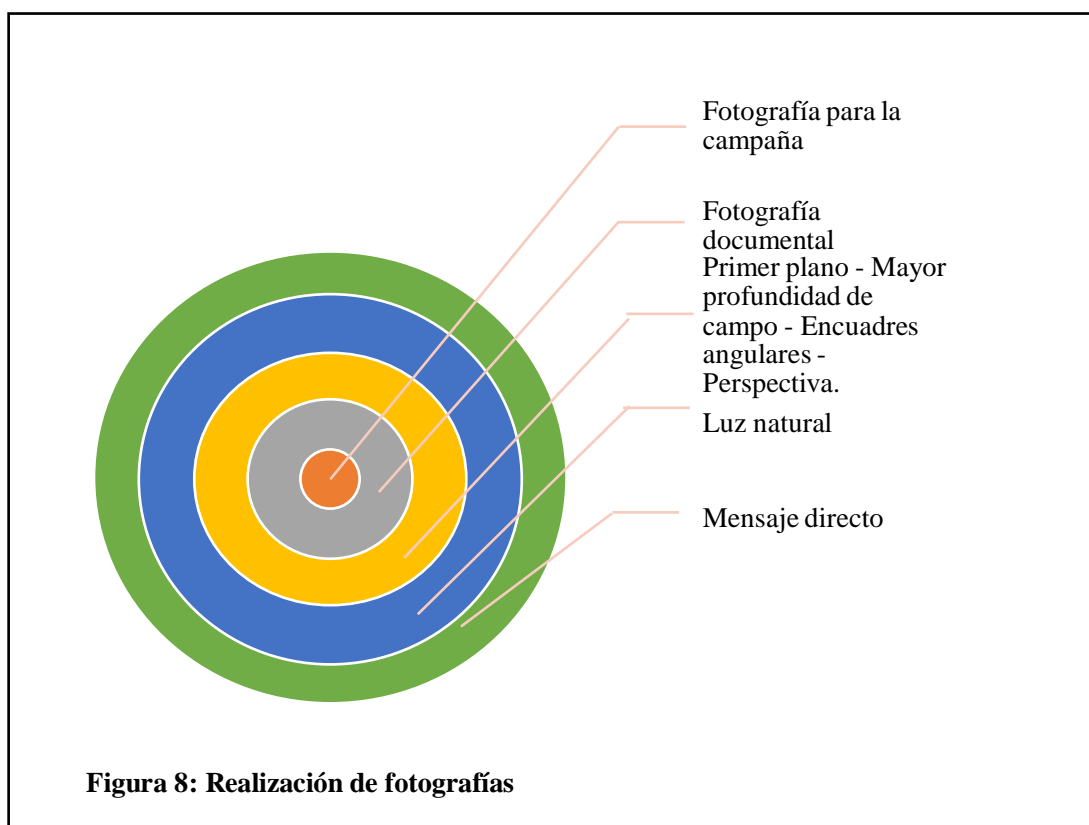 Fotografía para la
campaña
Fotografía
documental
Primer plano - Mayor
profundidad de
campo - Encuadres
angulares -
Perspectiva.
Luz natural
Mensaje directo
Figura 8: Realización de fotografías